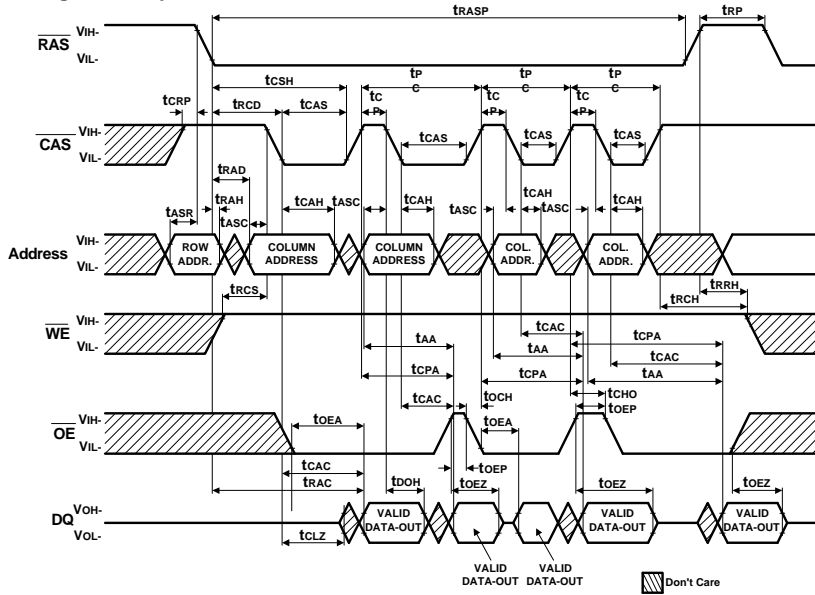 tRASP
tRP
RAS
VIH-
VIL-
tCSH
tP
C
tP
C
tP
C
tCRP
tRCD
tCAS
tC
P
tC
P
tC
P
CAS
VIH-
VIL-
tCAS
tCAS
tCAS
tRAD
tASR
tRAH
tASC
tCAH
tASC
tCAH
tASC
tCAH
tASC
tCAH
Address
VIH-
VIL-
ROW
ADDR.
COLUMN
ADDRESS
COLUMN
ADDRESS
COL.
ADDR.
COL.
ADDR.
tRCS
tRRH
tRCH
WE
VIH-
VIL-
tAA
tCAC
tCPA
tAA
tCAC
tCPA
tCPA
tAA
tCAC
tOCH
tCHO
tOEP
OE
VIH-
VIL-
tOEA
tOEA
tOEP
tCAC
tRAC
tDOH
tOEZ
tOEZ
tOEZ
DQ
VOH-
VOL-
VALID
DATA-OUT
VALID
DATA-OUT
VALID
DATA-OUT
tCLZ
VALID
DATA-OUT
VALID
DATA-OUT
Don't Care